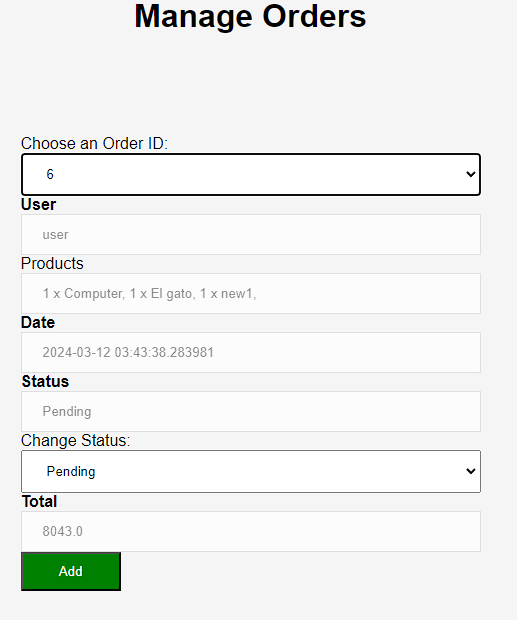 Manage Orders
Choose an Order ID:
6
User
user
Products
1 x Computer, 1 x El gato, 1 x new1,
Date
2024-03-12 03:43:38.283981
Status
Pending
Change Status:
Pending
Total
8043.0
Add